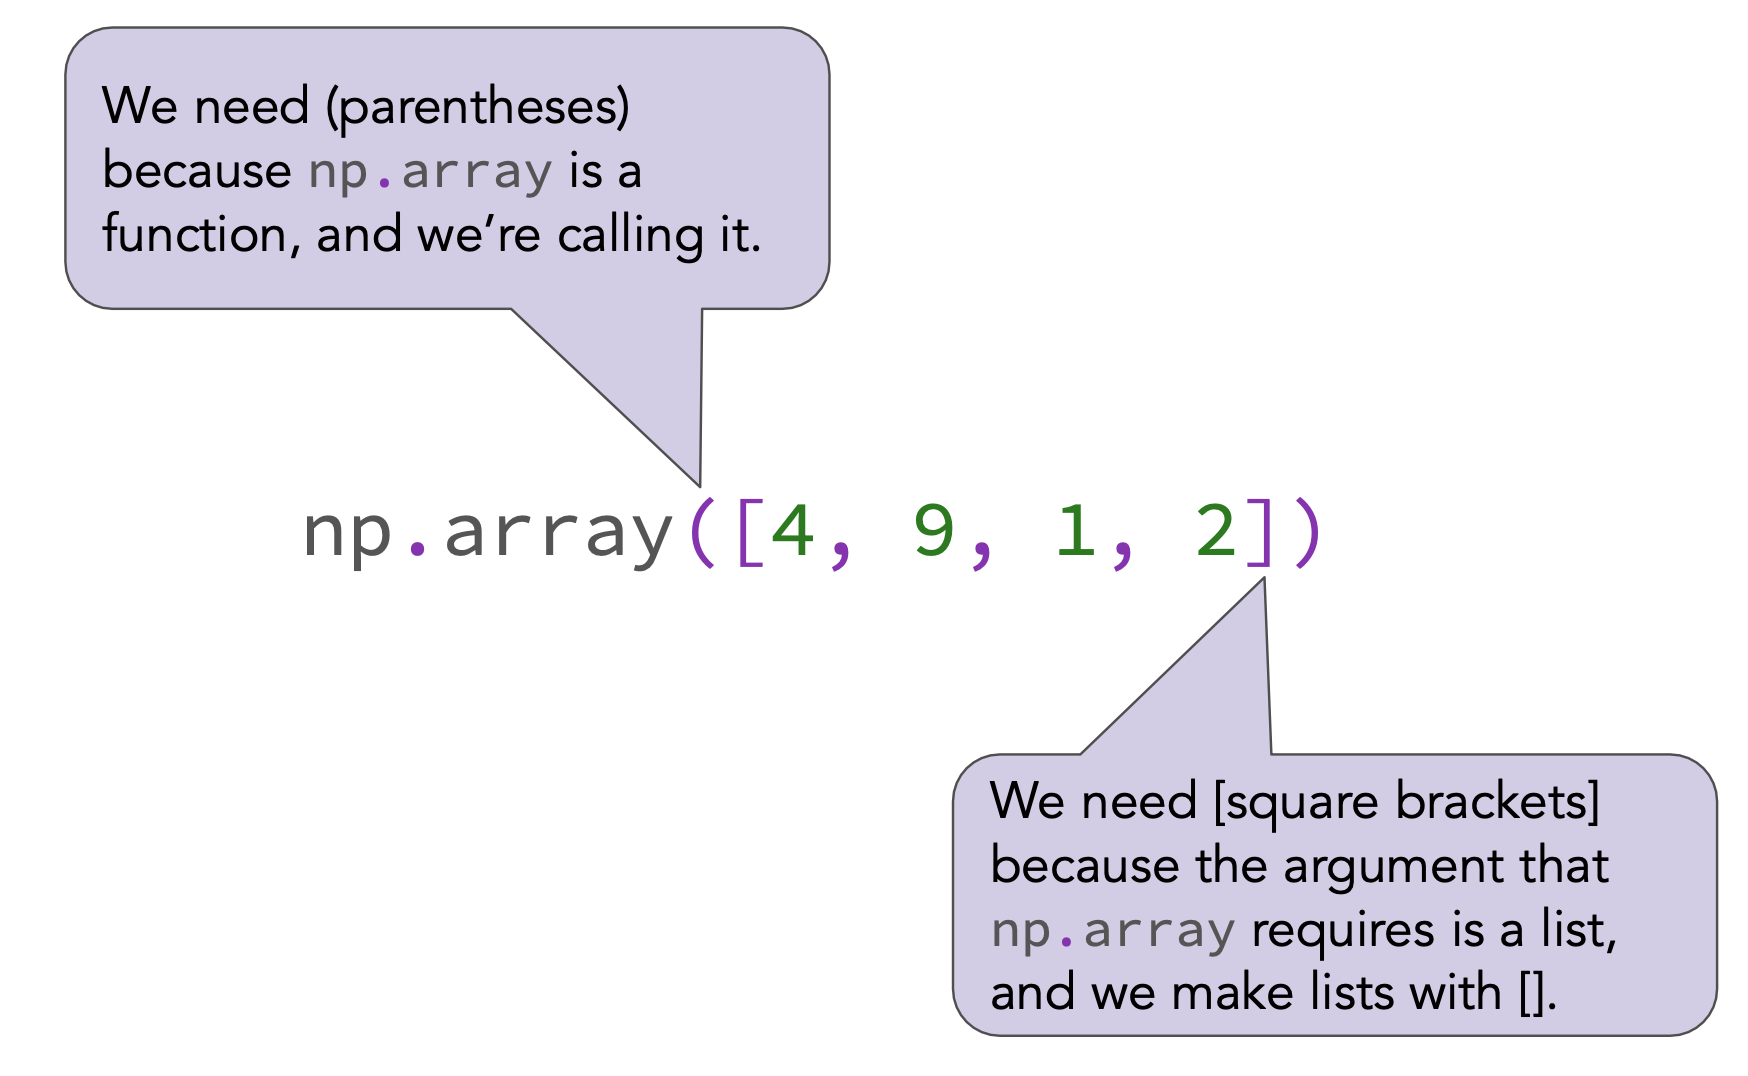 We need (parentheses)
because np.array is a
function, and we’re calling it.
np.array([4, 9, 1, 2])
We need [square brackets]
because the argument that
np.array requires is a list,
and we make lists with [].